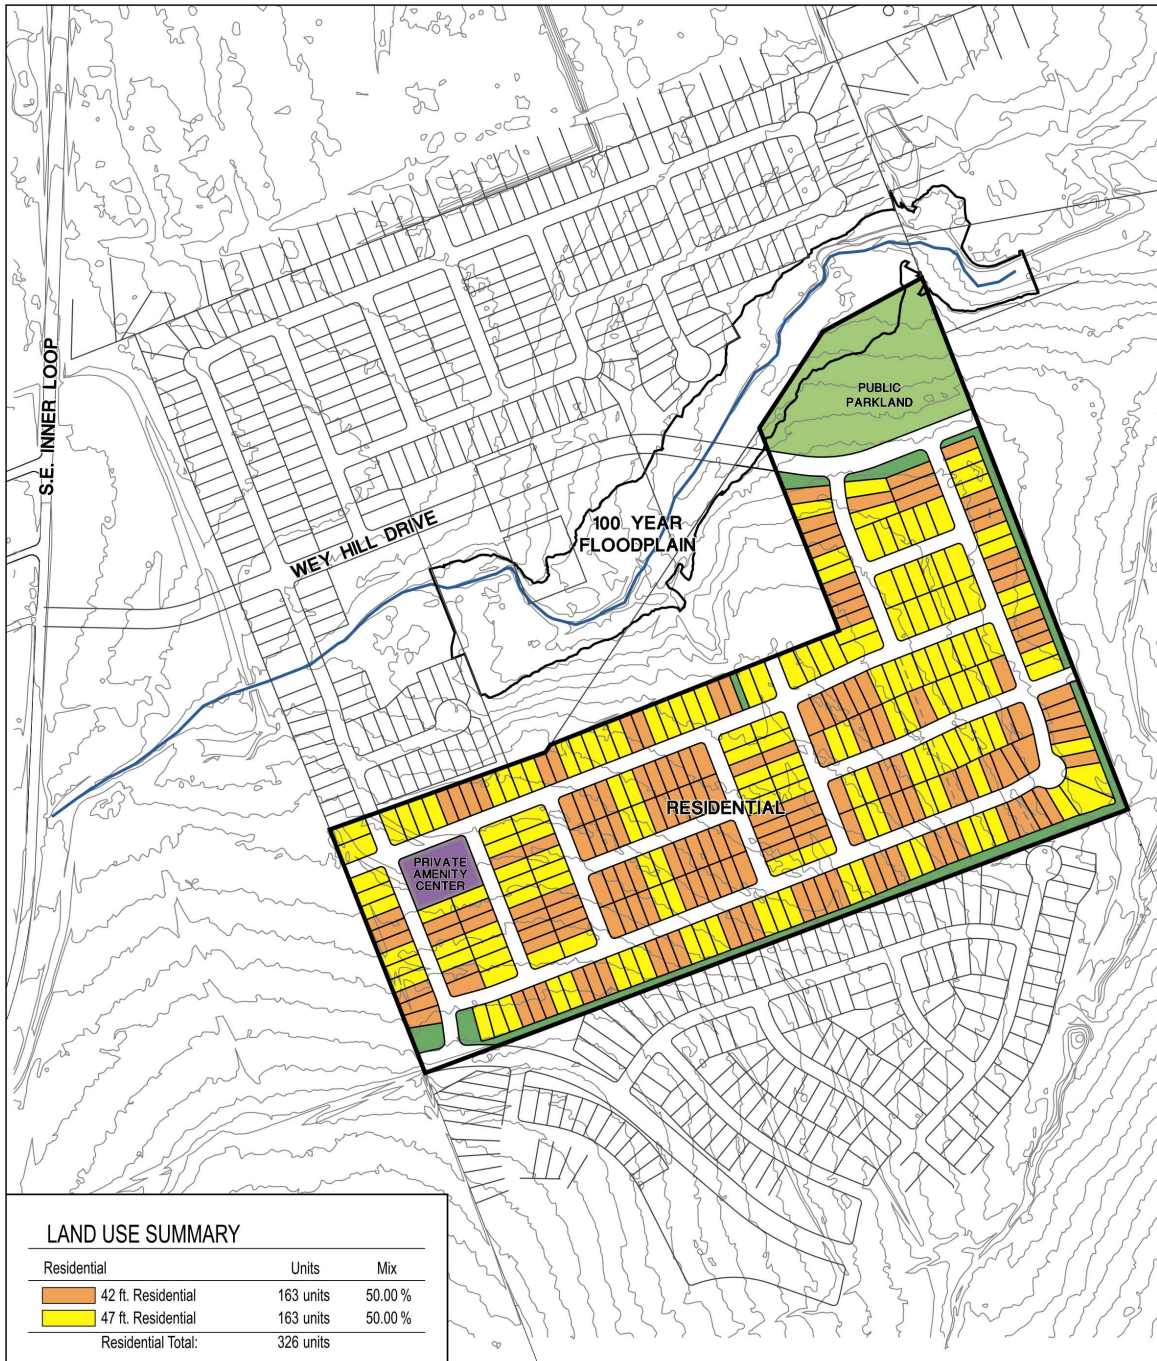 S.E. INNER LOOP
WEY HILL DRIVE
100 YEAR
FLOODPLAIN
PUBLIC
PARKLAND
RESIDENTIAL
PRIVATE
AMENITY
CENTER
LAND USE SUMMARY
Residential Units Mix
42 ft. Residential 163 units 50.00 %
47 ft. Residential 163 units 50.00 %
Residential Total: 326 units